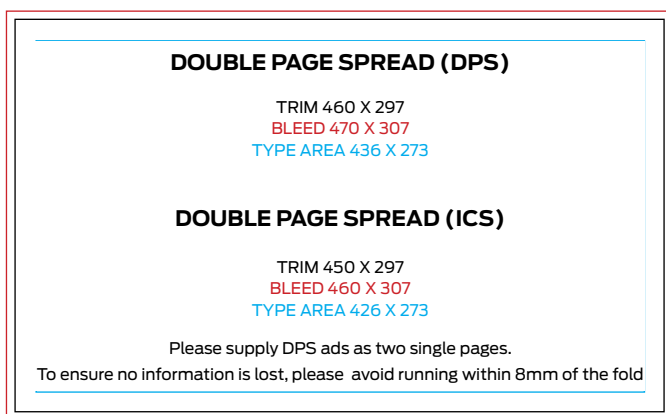 DOUBLE PAGE SPREAD (DPS)
TRIM 460 X 297
BLEED 470 X 307
TYPE AREA 436 X 273
DOUBLE PAGE SPREAD (ICS)
TRIM 450 X 297
BLEED 460 X 307
TYPE AREA 426 X 273
Please supply DPS ads as two single pages.
To ensure no information is lost, please  avoid running within 8mm of the fold